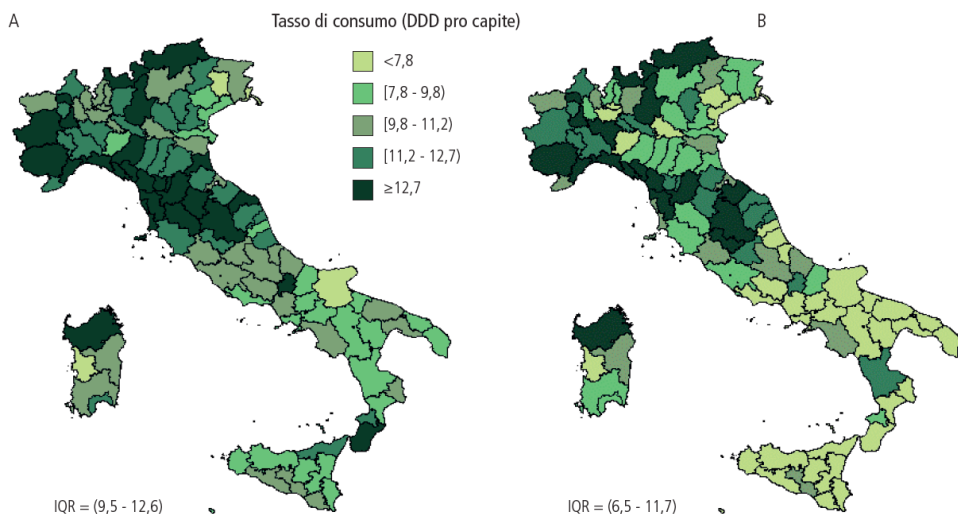 A
Tasso di consumo (DDD pro capite)
B
<7,8
[7,8 - 9,8)
[9,8 - 11,2)
[11,2 - 12,7)
≥12,7
IQR = (9,5 - 12,6)
IQR = (6,5 - 11,7)